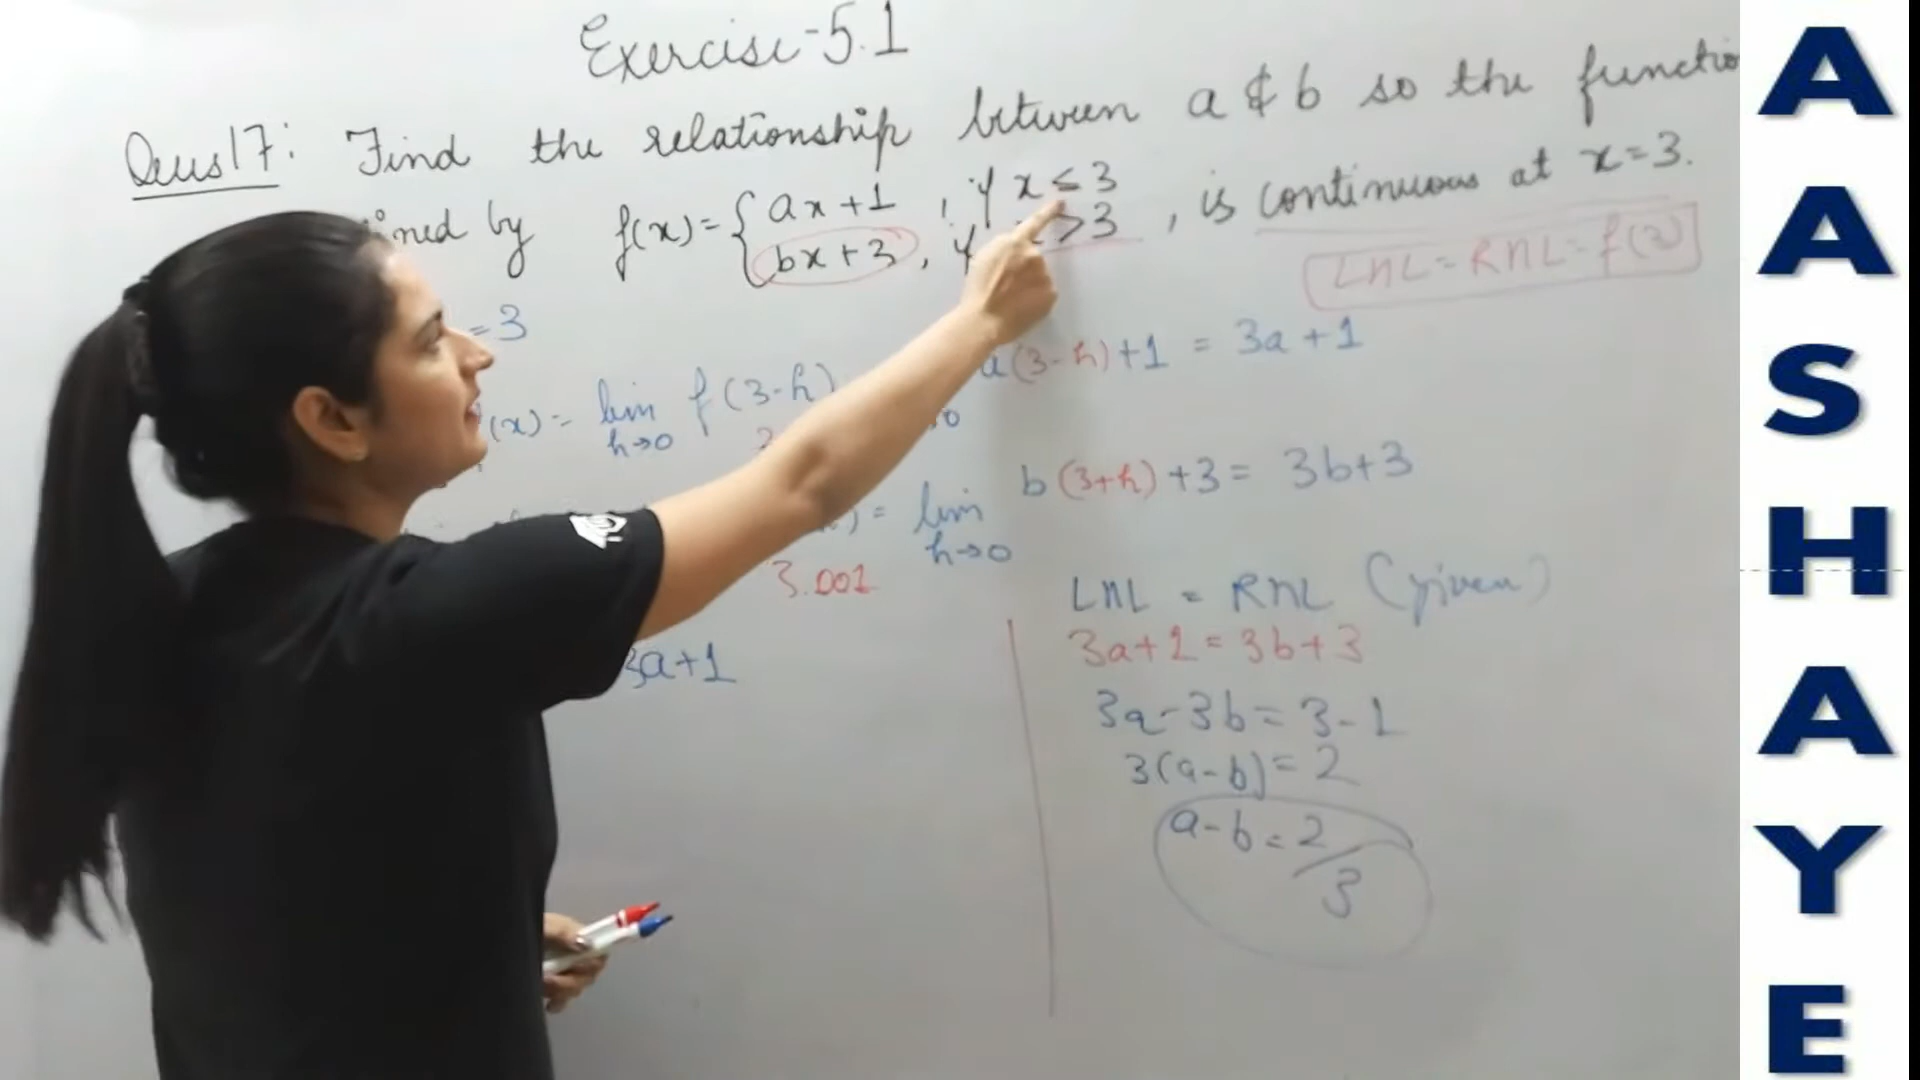 Exercise-5.1
Ques17: Find the relationship between a & b so the functio
ined by f(x)= { ax+1 , if x≤3
bx+3 , if >3 , is continuous at x=3.
LHL = RHL = f(3)
=3
(x) = lim h→0 f(3-h) a(3-h)+1 = 3a+1
= lim h→0 b(3+h)+3 = 3b+3
3.001
3a+1
LHL = RHL (given)
3a+1 = 3b+3
3a-3b = 3-1
3(a-b) = 2
a-b = 2/3
AASHAYE